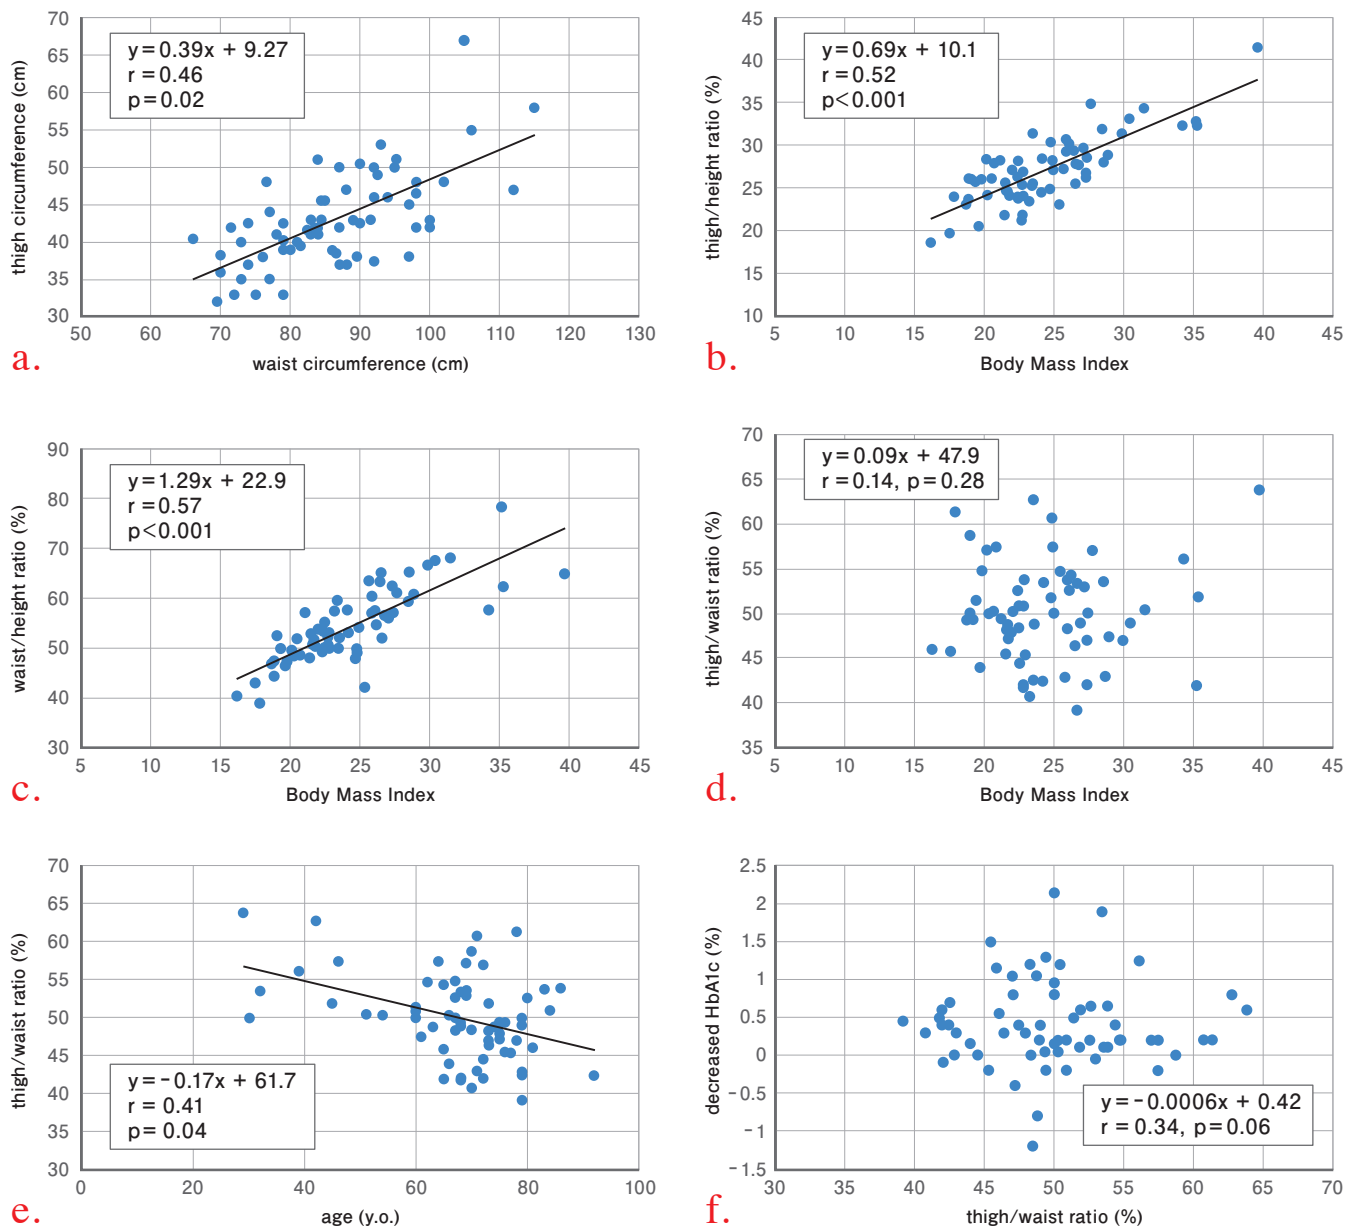 70
65
60
55
50
45
40
35
30
50 60 70 80 90 100 110 120 130
thigh circumference (cm)
waist circumference (cm)
y=0.39x + 9.27
r=0.46
p=0.02
a.
45
40
35
30
25
20
15
10
5 10 15 20 25 30 35 40 45
thigh/height ratio (%)
Body Mass Index
y=0.69x + 10.1
r=0.52
p<0.001
b.
90
80
70
60
50
40
30
5 10 15 20 25 30 35 40 45
waist/height ratio (%)
Body Mass Index
y=1.29x + 22.9
r=0.57
p<0.001
c.
70
65
60
55
50
45
40
35
5 10 15 20 25 30 35 40 45
thigh/waist ratio (%)
Body Mass Index
y=0.09x + 47.9
r=0.14, p=0.28
d.
70
65
60
55
50
45
40
35
30
0 20 40 60 80 100
thigh/waist ratio (%)
age (y.o.)
y=-0.17x + 61.7
r= 0.41
p= 0.04
e.
2.5
2
1.5
1
0.5
0
-0.5
-1
-1.5
30 35 40 45 50 55 60 65 70
decreased HbA1c (%)
thigh/waist ratio (%)
y=-0.0006x + 0.42
r= 0.34, p=0.06
f.